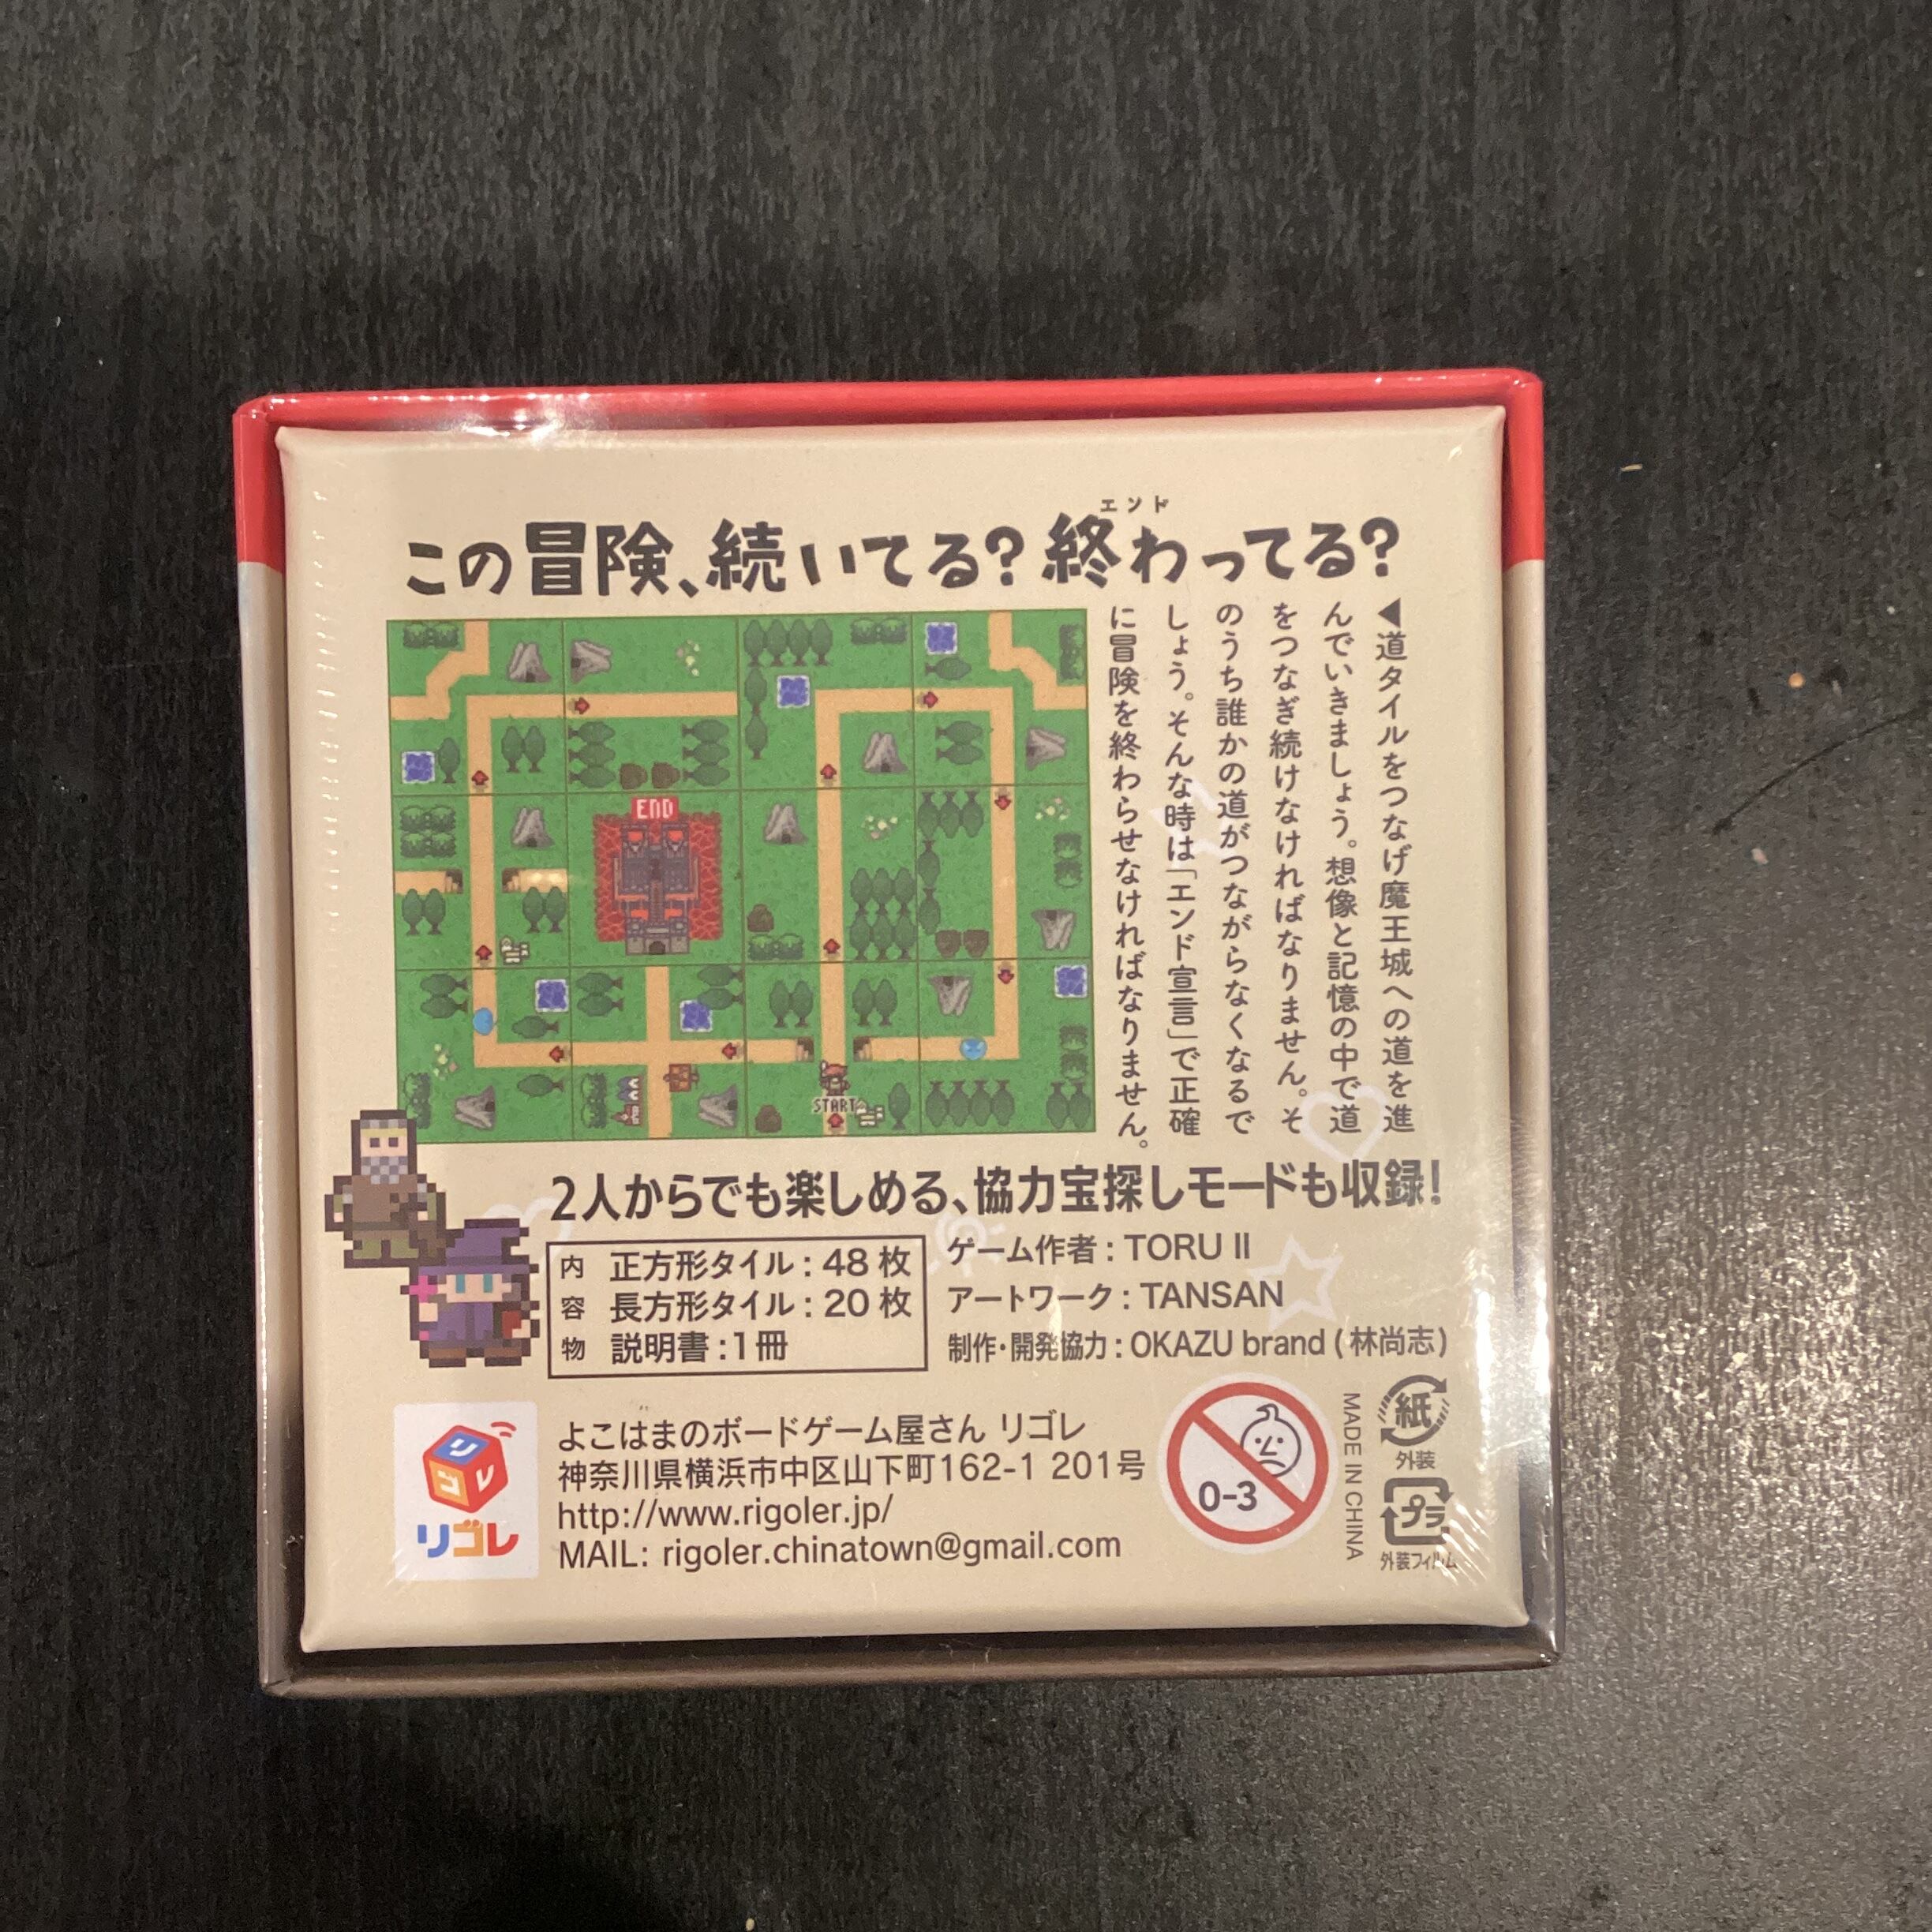 エンド
この冒険、続いてる？終わってる？
◀道タイルをつなげ魔王城への道を進
んでいきましょう。想像と記憶の中で道
をつなぎ続けなければなりません。そ
のうち誰かの道がつながらなくなるで
しょう。そんな時は「エンド宣言」で正確
に冒険を終わらせなければなりません。
END
START
2人からでも楽しめる、協力宝探しモードも収録！
内容物
正方形タイル：48枚
長方形タイル：20枚
説明書：1冊
ゲーム作者：TORU II
アートワーク：TANSAN
制作・開発協力：OKAZU brand（林尚志）
リゴレ
リゴレ
よこはまのボードゲーム屋さん リゴレ
神奈川県横浜市中区山下町162-1 201号
http://www.rigoler.jp/
MAIL: rigoler.chinatown@gmail.com
0-3
MADE IN CHINA
紙
外装
プラ
外装フィルム